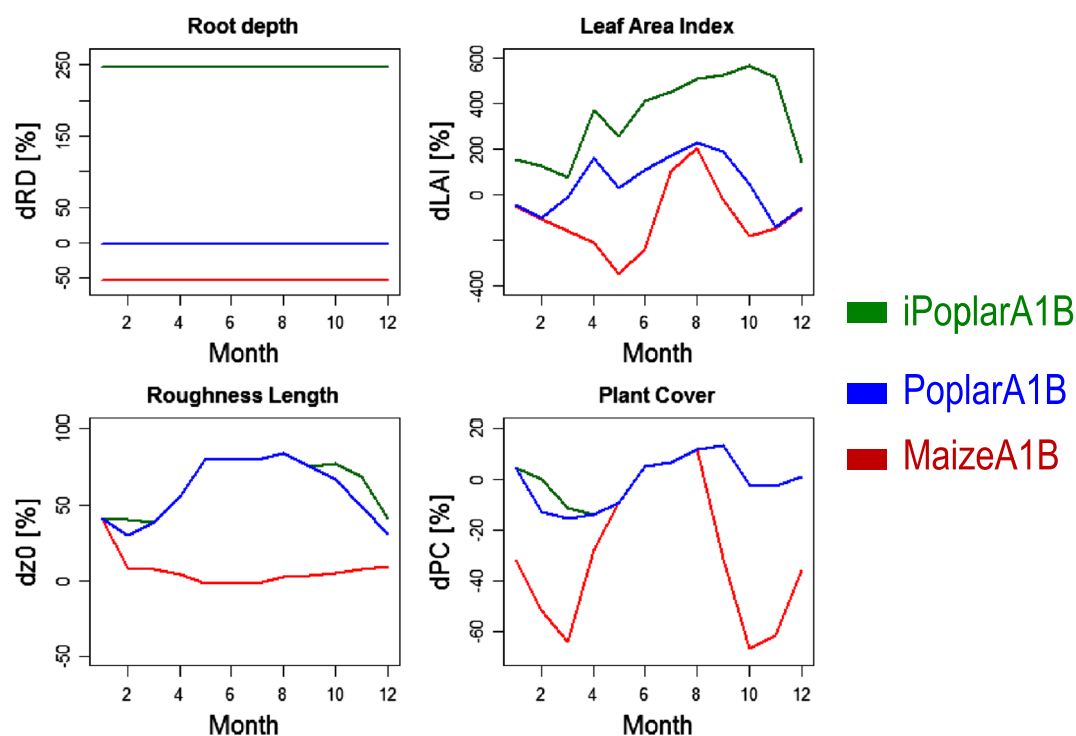 Root depth
dRD [%]
250
150
50
0
-50
2 4 6 8 10 12
Month
Leaf Area Index
dLAI [%]
600
400
200
0
-400
2 4 6 8 10 12
Month
Roughness Length
dz0 [%]
100
50
0
-50
2 4 6 8 10 12
Month
Plant Cover
dPC [%]
20
0
-20
-40
-60
2 4 6 8 10 12
Month
iPoplarA1B
PoplarA1B
MaizeA1B